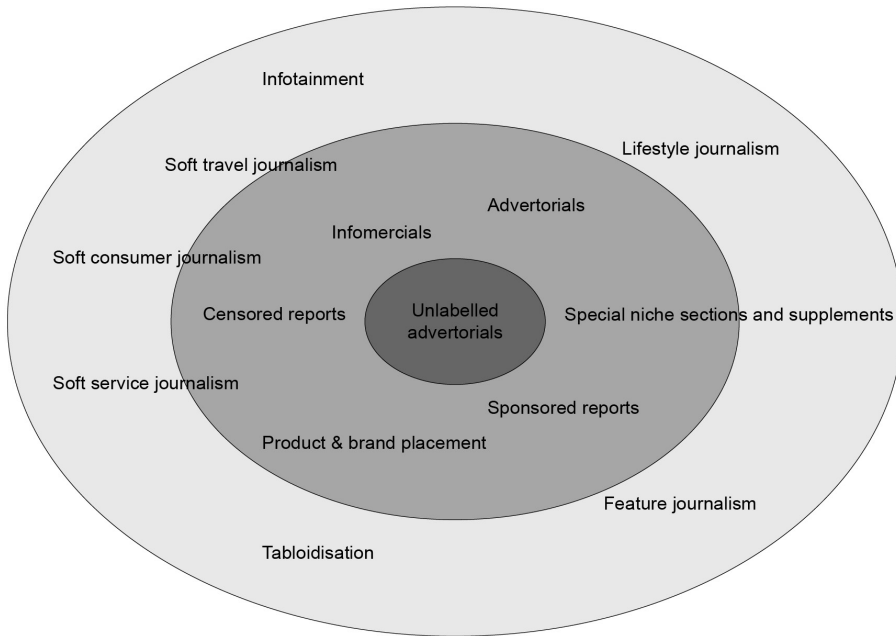 Infotainment
Lifestyle journalism
Soft travel journalism
Advertorials
Infomercials
Soft consumer journalism
Censored reports
Unlabelled
advertorials
Special niche sections and supplements
Soft service journalism
Sponsored reports
Product & brand placement
Feature journalism
Tabloidisation